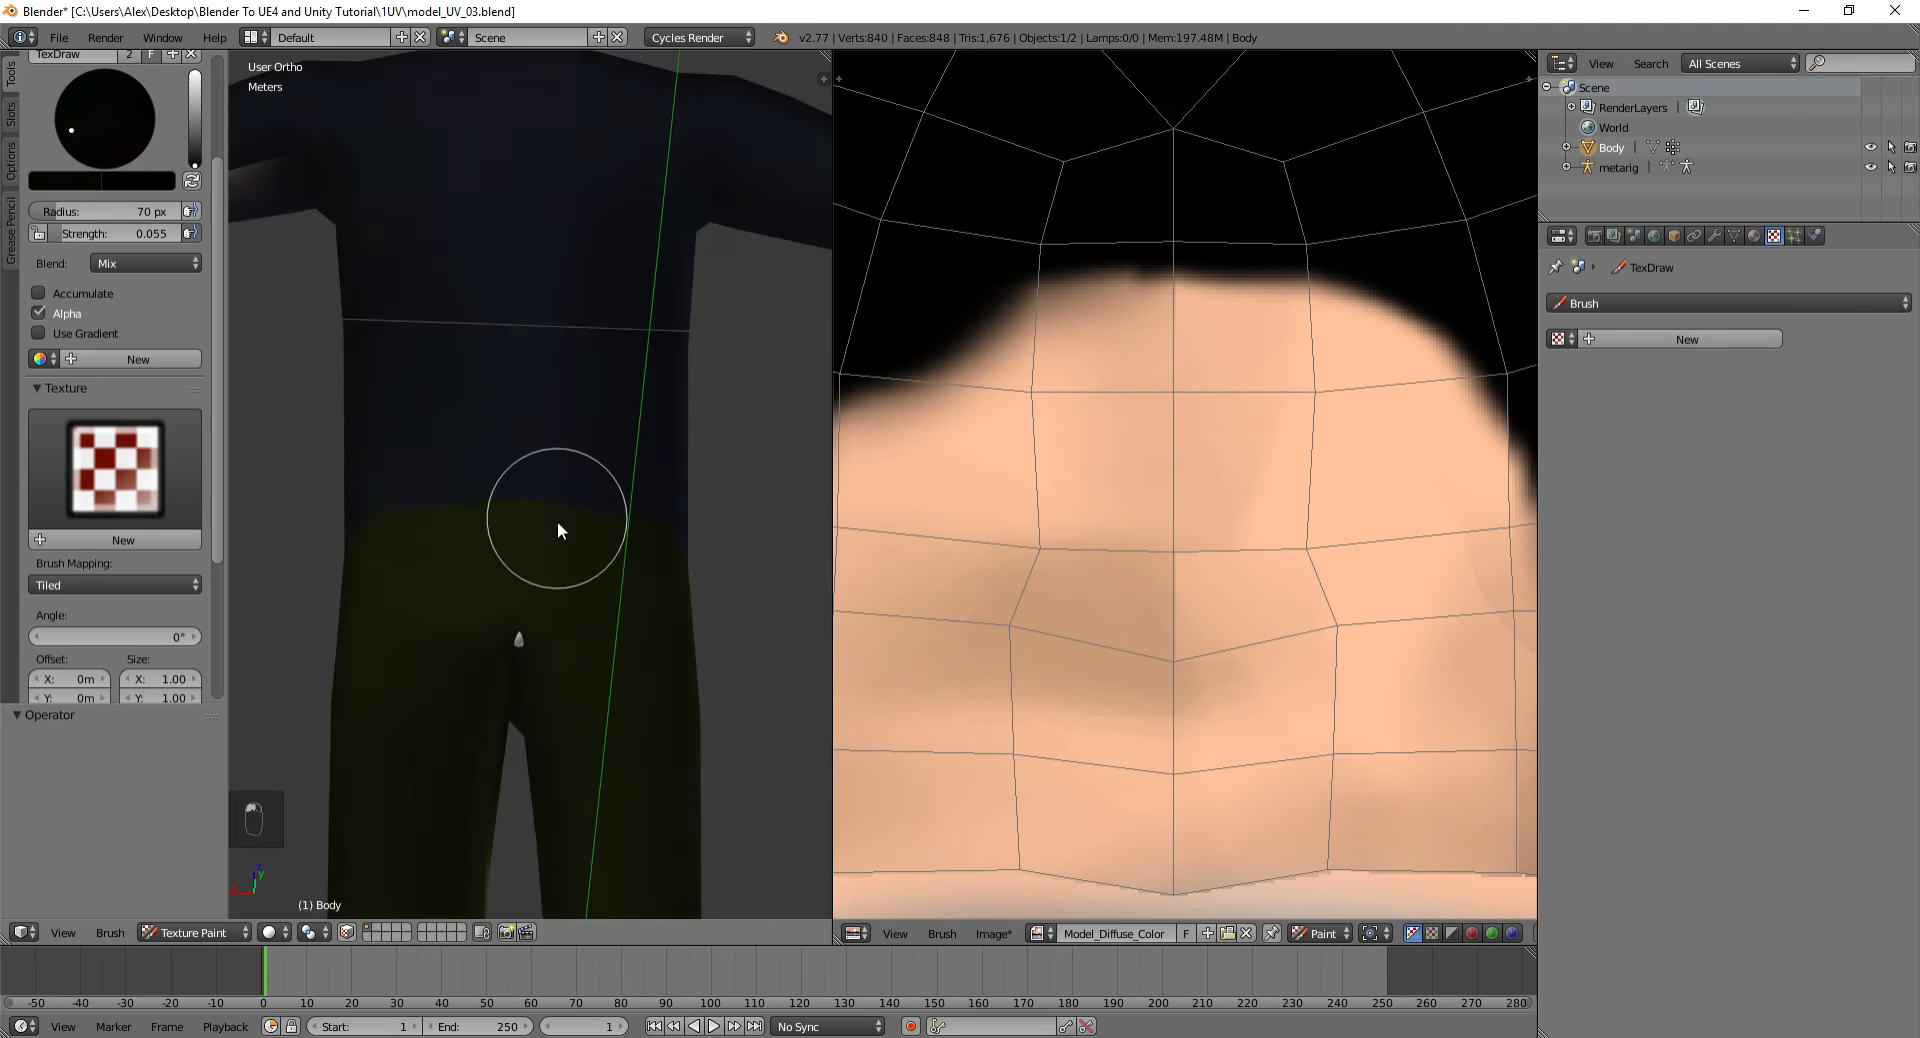 Blender* [C:\Users\Alex\Desktop\Blender To UE4 and Unity Tutorial\1UV\model_UV_03.blend]
File Render Window Help Default Scene Cycles Render v2.77 | Verts:840 | Faces:848 | Tris:1,676 | Objects:1/2 | Lamps:0/0 | Mem:197.48M | Body
TexDraw 2 F
Tools
Slots
Options
Grease Pencil
Radius: 70 px
Strength: 0.055
Blend: Mix
Accumulate
Alpha
Use Gradient
New
Texture
New
Brush Mapping:
Tiled
Angle:
0°
Offset: Size:
X: 0m X: 1.00
Y: 0m Y: 1.00
Operator
User Ortho
Meters
(1) Body
View Brush Texture Paint
View Brush Image* Model_Diffuse_Color F Paint
View Search All Scenes
Scene
RenderLayers
World
Body
metarig
TexDraw
Brush
New
-50 -40 -30 -20 -10 0 10 20 30 40 50 60 70 80 90 100 110 120 130 140 150 160 170 180 190 200 210 220 230 240 250 260 270 280
View Marker Frame Playback Start: 1 End: 250 1 No Sync